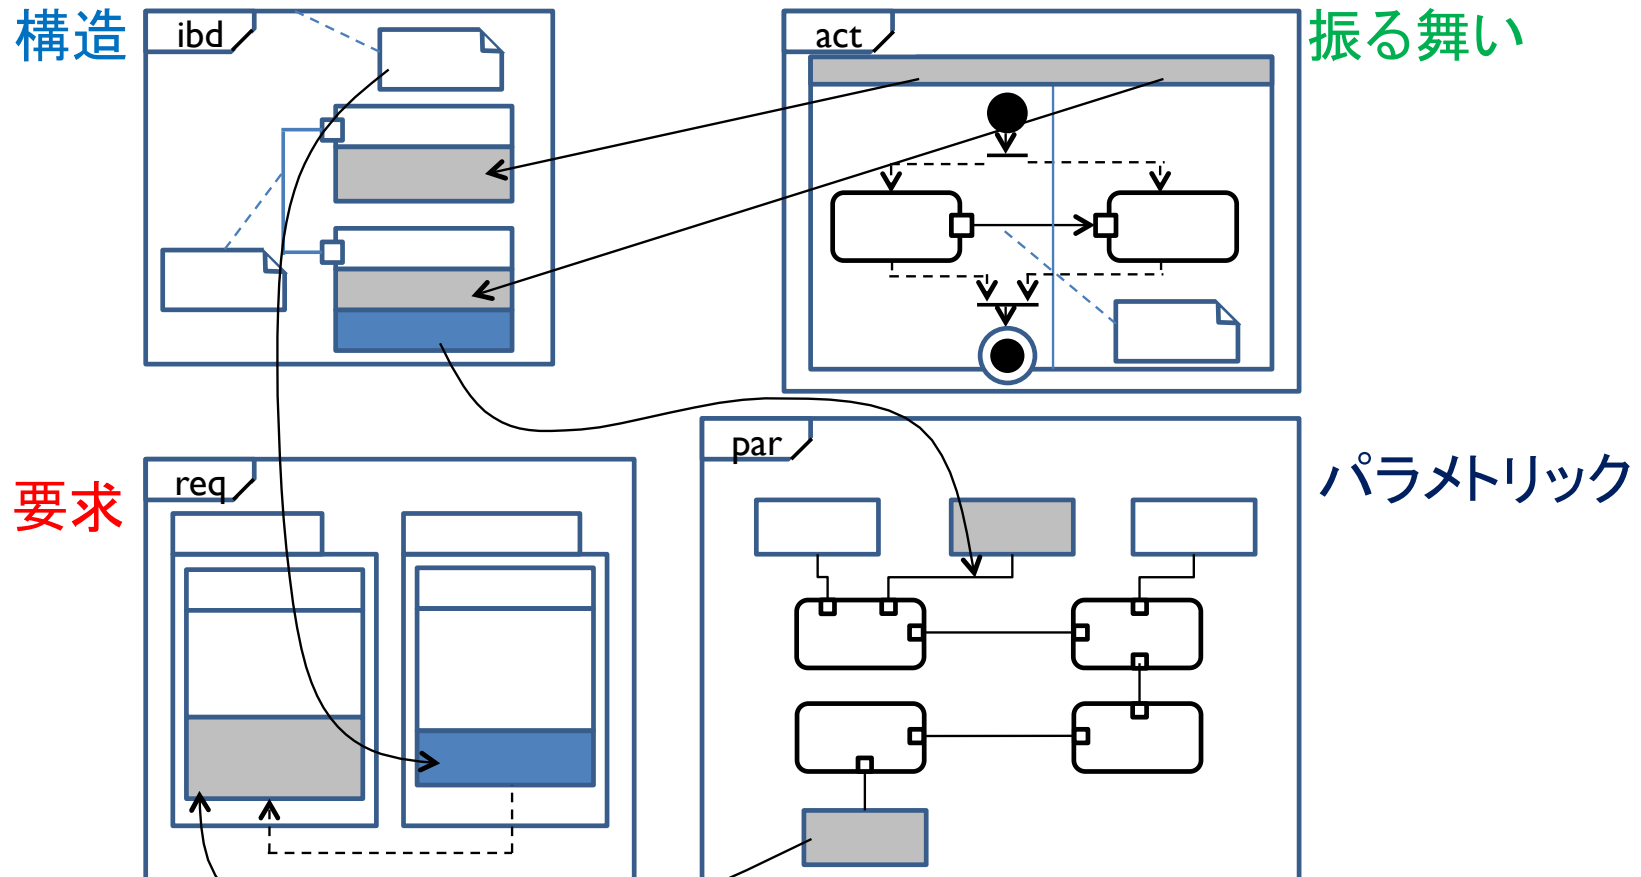 構造
ibd
act
振る舞い
要求
req
par
パラメトリック